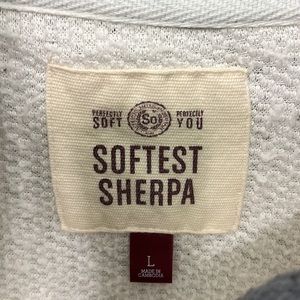 PERFECTLY SOFT So PERFECTLY YOU
SOFTEST
SHERPA
L
MADE IN
CAMBODIA